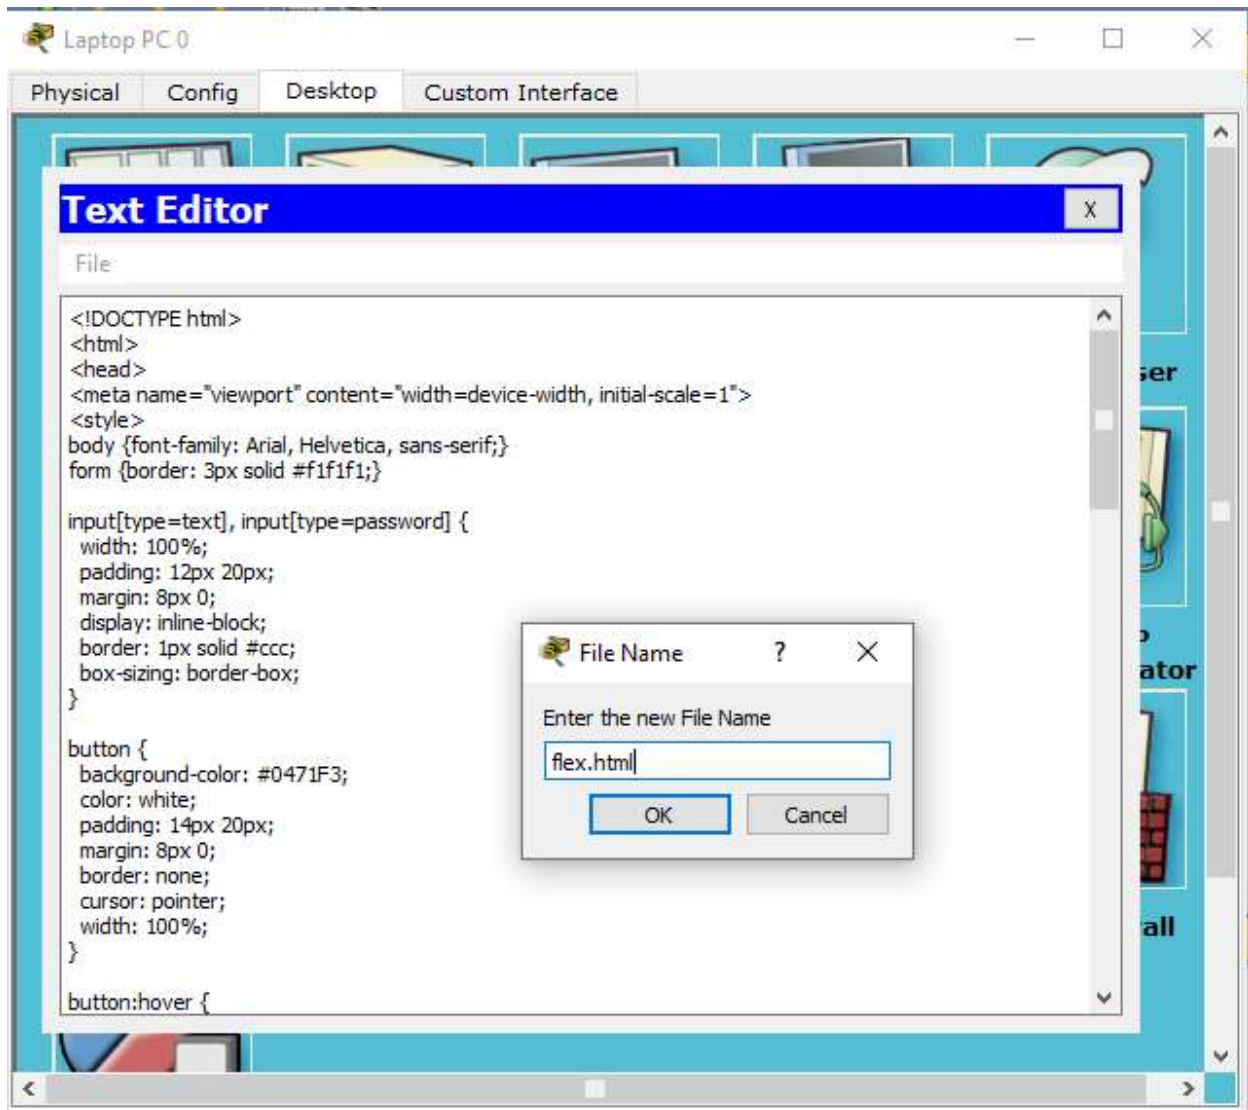 Laptop PC 0
Physical Config Desktop Custom Interface
Text Editor
X
File
<!DOCTYPE html>
<html>
<head>
<meta name="viewport" content="width=device-width, initial-scale=1">
<style>
body {font-family: Arial, Helvetica, sans-serif;}
form {border: 3px solid #f1f1f1;}
input[type=text], input[type=password] {
width: 100%;
padding: 12px 20px;
margin: 8px 0;
display: inline-block;
border: 1px solid #ccc;
box-sizing: border-box;
}
button {
background-color: #0471F3;
color: white;
padding: 14px 20px;
margin: 8px 0;
border: none;
cursor: pointer;
width: 100%;
}
button:hover {
File Name ?
Enter the new File Name
flex.html
OK Cancel
ser
ator
all